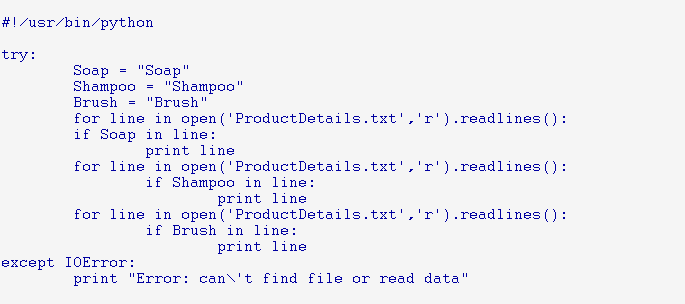 #!/usr/bin/python
try:
        Soap = "Soap"
        Shampoo = "Shampoo"
        Brush = "Brush"
        for line in open('ProductDetails.txt','r').readlines():
        if Soap in line:
                print line
        for line in open('ProductDetails.txt','r').readlines():
                if Shampoo in line:
                        print line
        for line in open('ProductDetails.txt','r').readlines():
                if Brush in line:
                        print line
except IOError:
        print "Error: can\'t find file or read data"